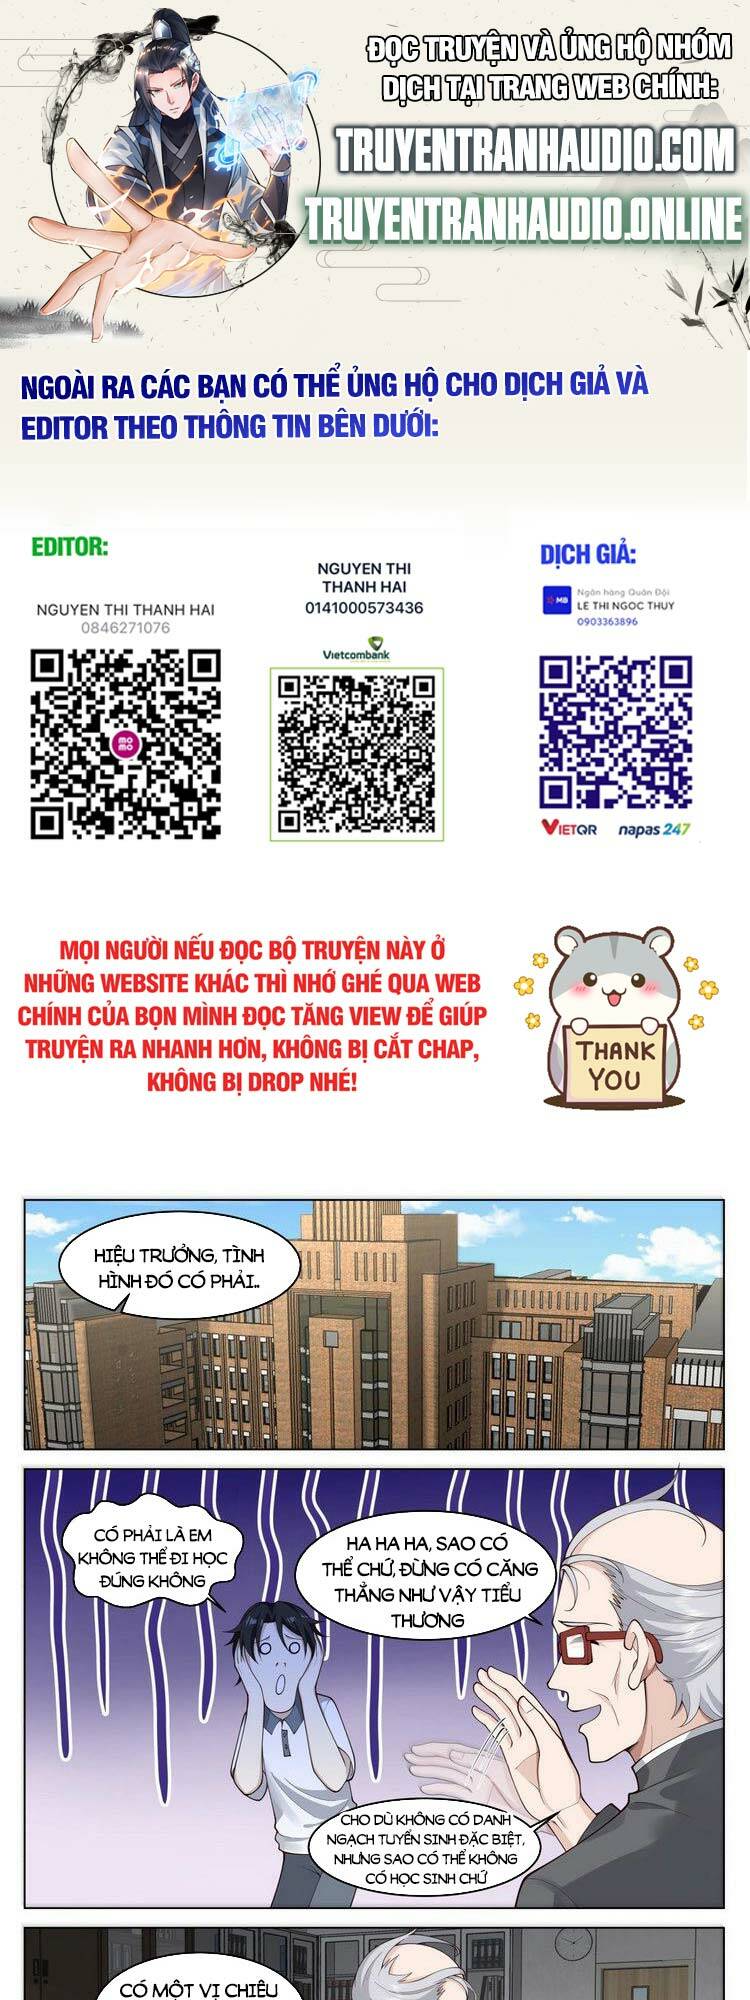 ĐỌC TRUYỆN VÀ ỦNG HỘ NHÓM
DỊCH TẠI TRANG WEB CHÍNH:
TRUYENTRANHAUDIO.COM
TRUYENTRANHAUDIO.ONLINE
NGOÀI RA CÁC BẠN CÓ THỂ ỦNG HỘ CHO DỊCH GIẢ VÀ
EDITOR THEO THÔNG TIN BÊN DƯỚI:
EDITOR:
NGUYEN THI THANH HAI
0846271076
mo
mo
NGUYEN THI
THANH HAI
0141000573436
Vietcombank
DỊCH GIẢ:
MB
Ngân hàng Quân Đội
LE THI NGOC THUY
0903363896
VIETQR
napas 247
MỌI NGƯỜI NẾU ĐỌC BỘ TRUYỆN NÀY Ở
NHỮNG WEBSITE KHÁC THÌ NHỚ GHÉ QUA WEB
CHÍNH CỦA BỌN MÌNH ĐỌC TĂNG VIEW ĐỂ GIÚP
TRUYỆN RA NHANH HƠN, KHÔNG BỊ CẮT CHAP,
KHÔNG BỊ DROP NHÉ!
THANK
YOU
HIỆU TRƯỞNG, TÌNH
HÌNH ĐÓ CÓ PHẢI..
CÓ PHẢI LÀ EM
KHÔNG THỂ ĐI HỌC
ĐÚNG KHÔNG
HA HA HA, SAO CÓ
THỂ CHỨ, ĐỪNG CÓ CĂNG
THẲNG NHƯ VẬY TIỂU
THƯƠNG
CHO DÙ KHÔNG CÓ DANH
NGẠCH TUYỂN SINH ĐẶC BIỆT,
NHƯNG SAO CÓ THỂ KHÔNG
CÓ HỌC SINH CHỨ
CÓ MỘT VỊ CHIÊU